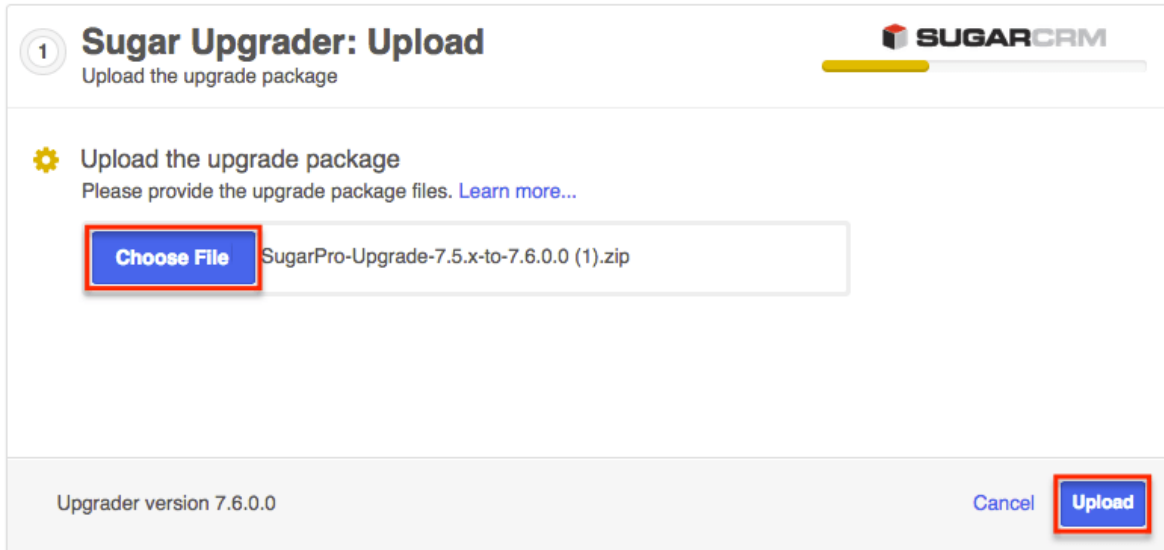 1
Sugar Upgrader: Upload
Upload the upgrade package
SUGARCRM
Upload the upgrade package
Please provide the upgrade package files. Learn more...
Choose File SugarPro-Upgrade-7.5.x-to-7.6.0.0 (1).zip
Upgrader version 7.6.0.0 Cancel Upload